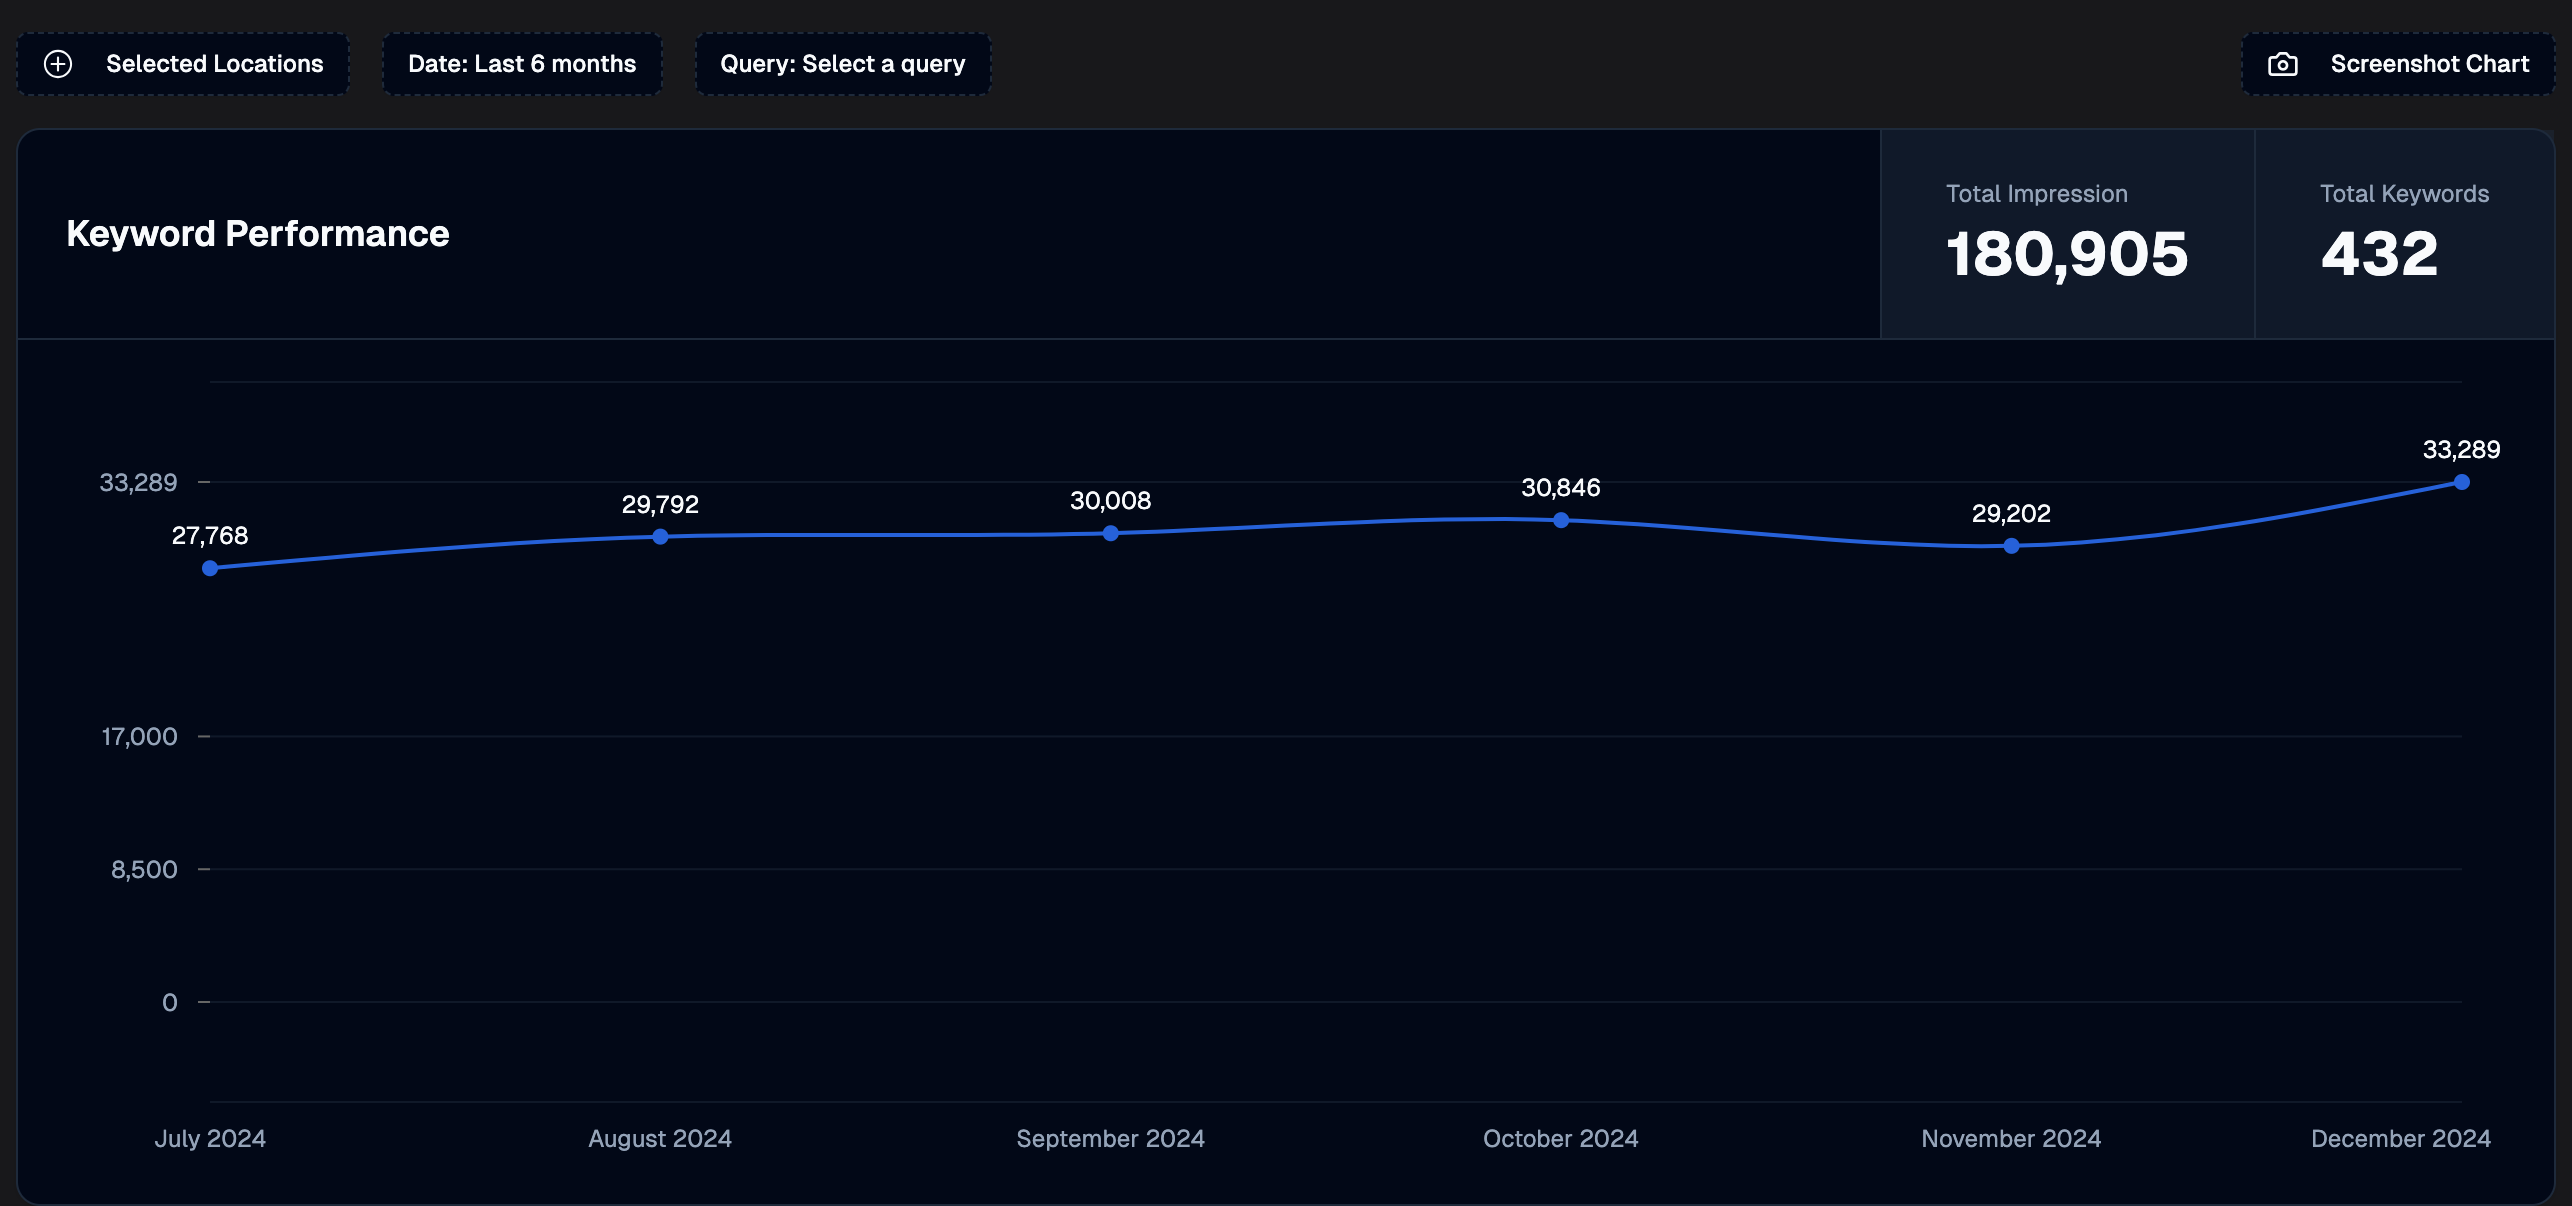 Selected Locations
Date: Last 6 months
Query: Select a query
Screenshot Chart
Keyword Performance
Total Impression
180,905
Total Keywords
432
33,289
17,000
8,500
0
27,768
29,792
30,008
30,846
29,202
33,289
July 2024
August 2024
September 2024
October 2024
November 2024
December 2024